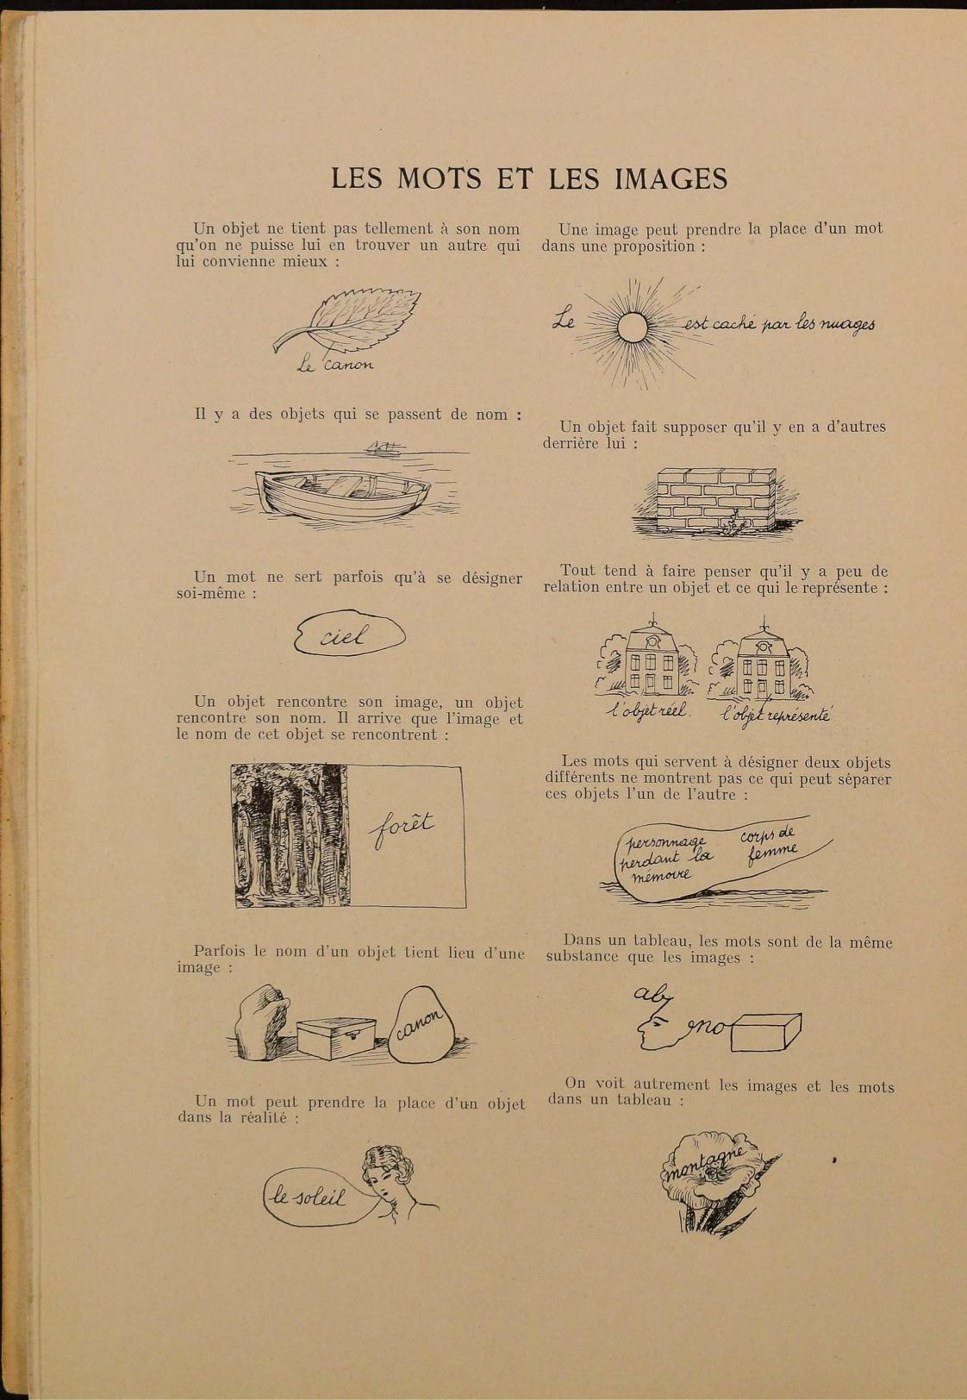 LES MOTS ET LES IMAGES
Un objet ne tient pas tellement à son nom
qu'on ne puisse lui en trouver un autre qui
lui convienne mieux :
Le canon
Il y a des objets qui se passent de nom :
Un mot ne sert parfois qu'à se désigner
soi-même :
ciel
Un objet rencontre son image, un objet
rencontre son nom. Il arrive que l'image et
le nom de cet objet se rencontrent :
forêt
Parfois le nom d'un objet tient lieu d'une
image :
canon
Un mot peut prendre la place d'un objet
dans la réalité :
le soleil
Une image peut prendre la place d'un mot
dans une proposition :
Le est caché par les nuages
Un objet fait supposer qu'il y en a d'autres
derrière lui :
Tout tend à faire penser qu'il y a peu de
relation entre un objet et ce qui le représente :
l'objet réel
l'objet représenté
Les mots qui servent à désigner deux objets
différents ne montrent pas ce qui peut séparer
ces objets l'un de l'autre :
personnage
perdant la
mémoire
corps de
femme
Dans un tableau, les mots sont de la même
substance que les images :
On voit autrement les images et les mots
dans un tableau :
montagne